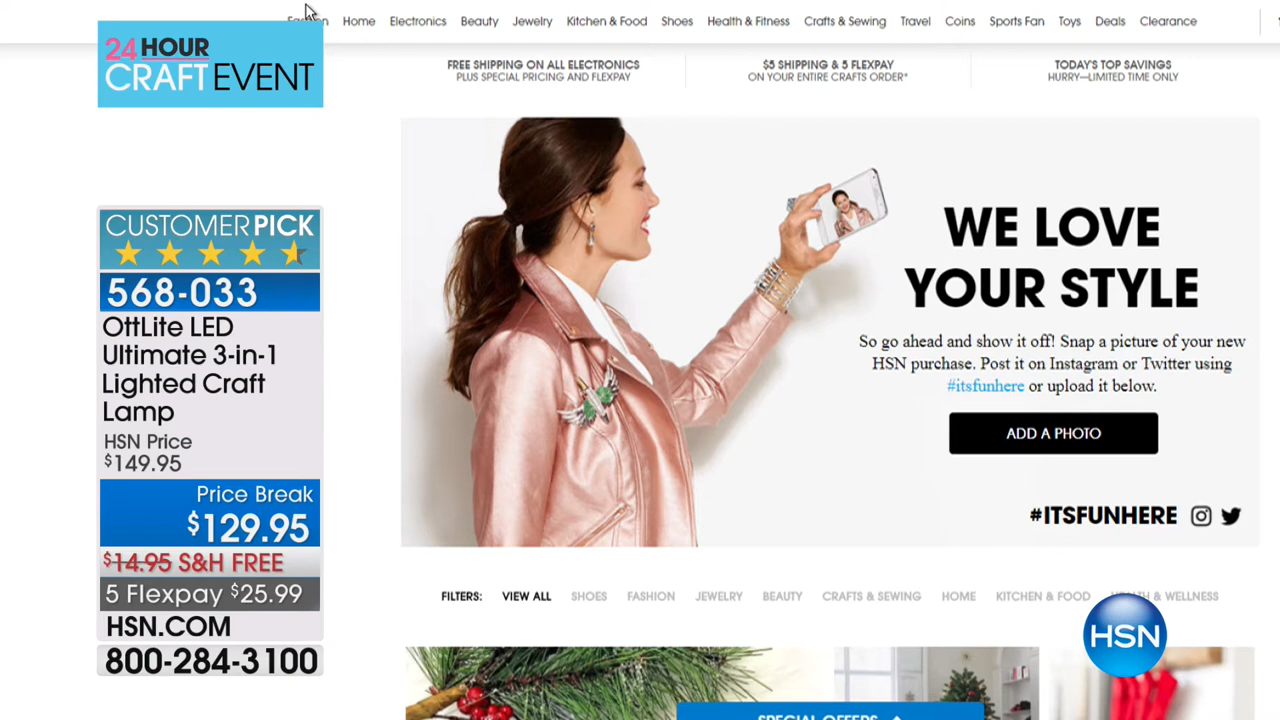 Fashion Home Electronics Beauty Jewelry Kitchen & Food Shoes Health & Fitness Crafts & Sewing Travel Coins Sports Fan Toys Deals Clearance
24 HOUR
CRAFT EVENT
FREE SHIPPING ON ALL ELECTRONICS
PLUS SPECIAL PRICING AND FLEXPAY
$5 SHIPPING & 5 FLEXPAY
ON YOUR ENTIRE CRAFTS ORDER*
TODAY'S TOP SAVINGS
HURRY—LIMITED TIME ONLY
CUSTOMER PICK
568-033
OttLite LED
Ultimate 3-in-1
Lighted Craft
Lamp
HSN Price
$149.95
Price Break
$129.95
$14.95 S&H FREE
5 Flexpay $25.99
HSN.COM
800-284-3100
WE LOVE
YOUR STYLE
So go ahead and show it off! Snap a picture of your new
HSN purchase. Post it on Instagram or Twitter using
#itsfunhere or upload it below.
ADD A PHOTO
#ITSFUNHERE
FILTERS: VIEW ALL SHOES FASHION JEWELRY BEAUTY CRAFTS & SEWING HOME KITCHEN & FOOD HEALTH & WELLNESS
HSN
SPECIAL OFFERS